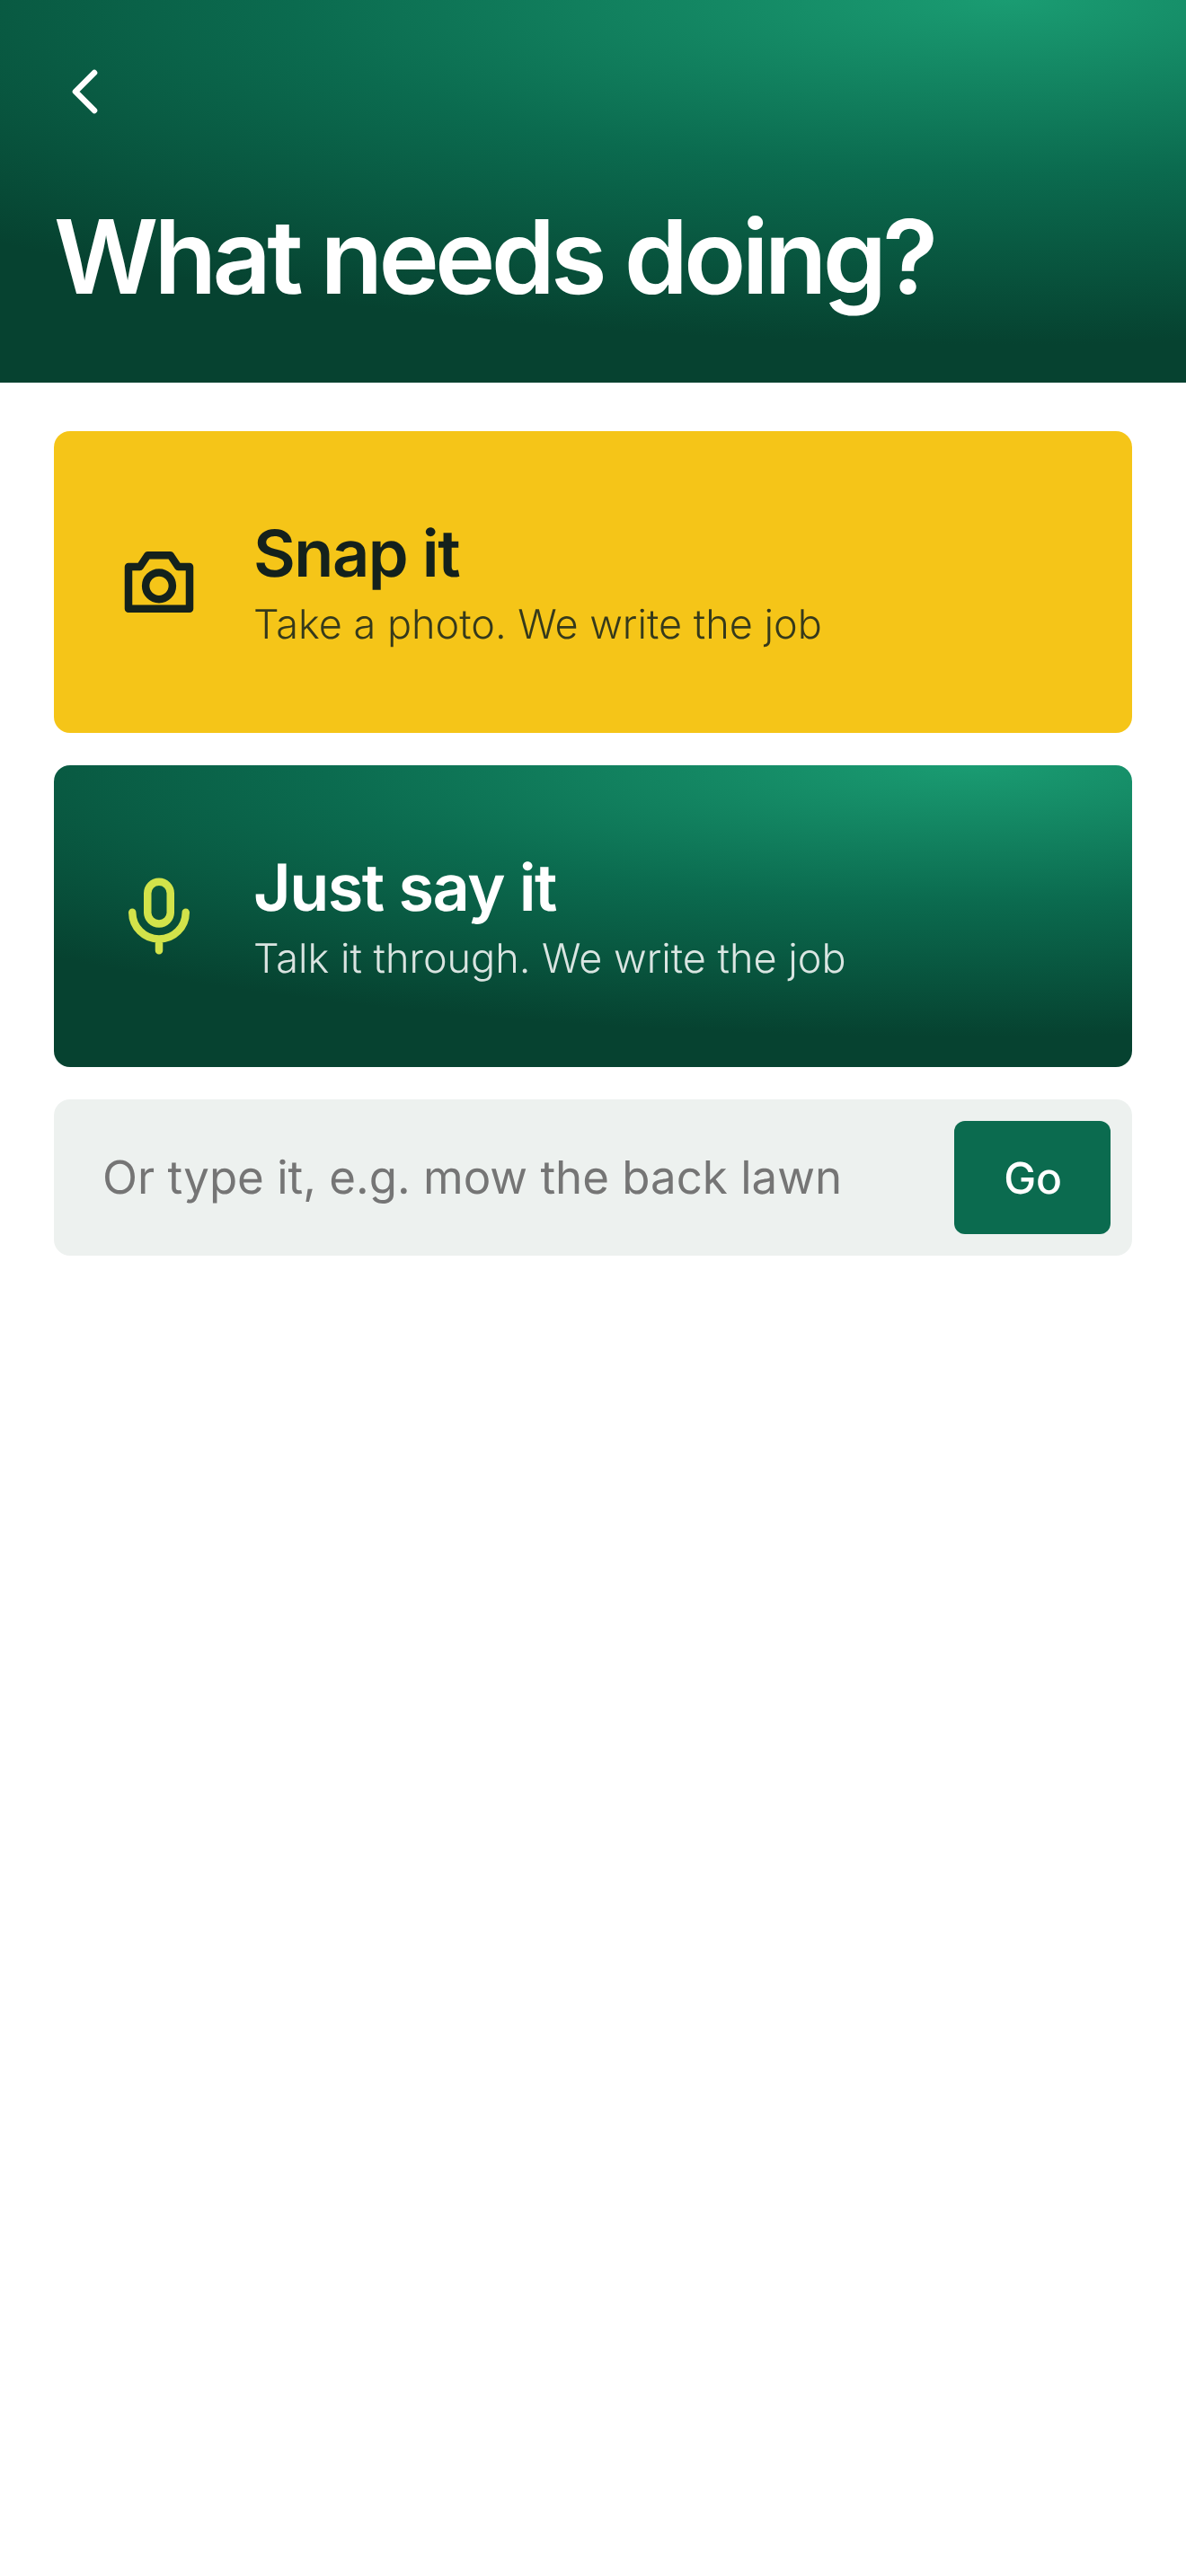 What needs doing?
Snap it
Take a photo. We write the job
Just say it
Talk it through. We write the job
Or type it, e.g. mow the back lawn
Go